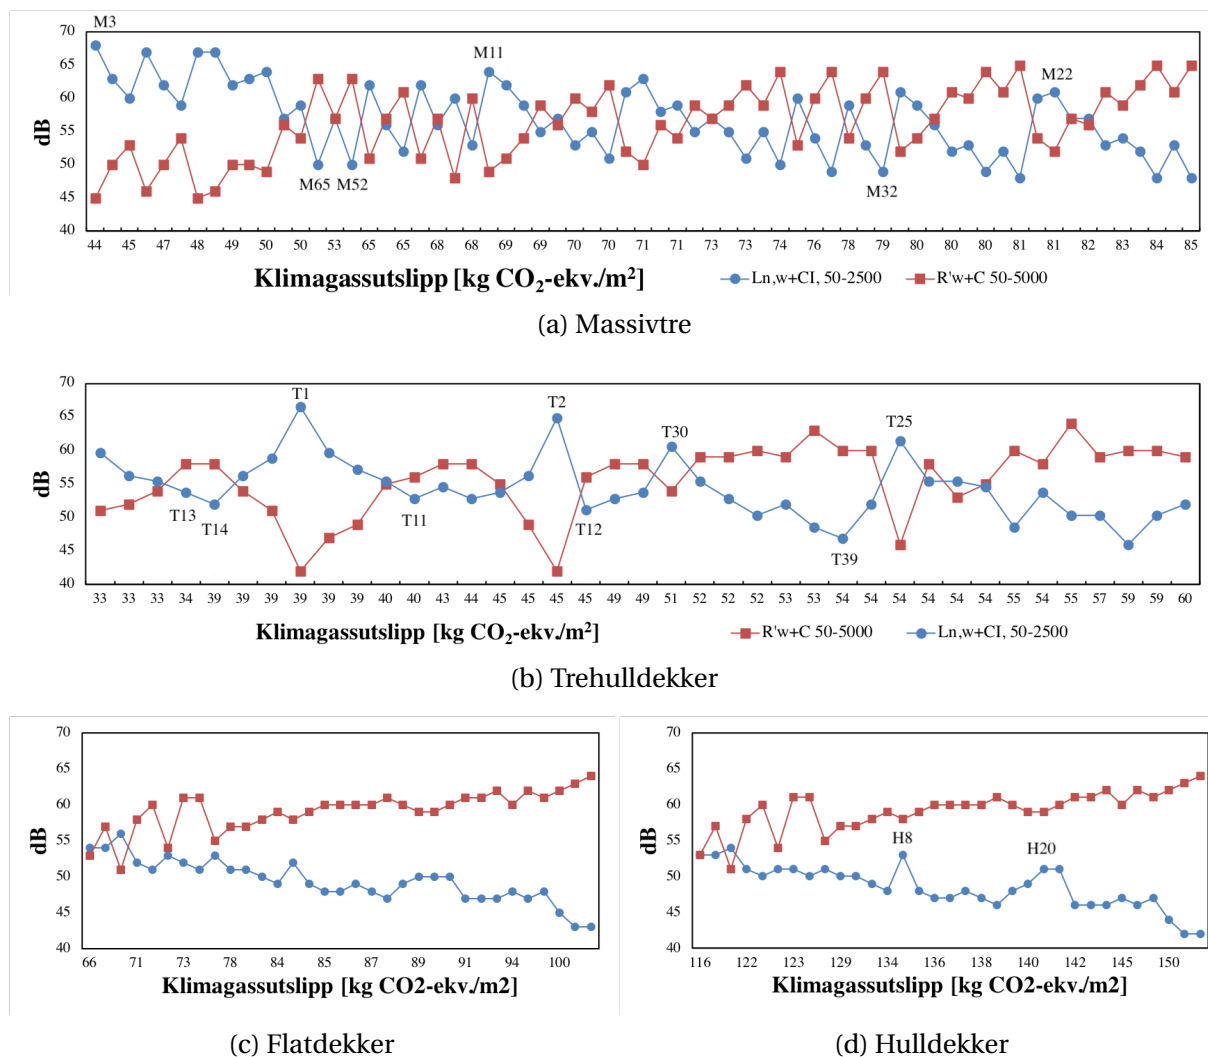 70
65
60
55
50
45
40
dB
M3
M65
M52
M11
M32
M22
44 45 47 48 49 50 50 53 65 65 68 68 69 69 70 70 71 71 73 73 74 76 78 79 80 80 81 81 82 83 84 85
Klimagassutslipp [kg CO₂-ekv./m²]
Ln,w+CI, 50-2500 R'w+C 50-5000
(a) Massivtre
70
65
60
55
50
45
40
dB
T13
T14
T1
T11
T2
T12
T30
T39
T25
33 33 33 34 39 39 39 39 39 39 40 40 43 44 45 45 45 45 49 49 51 52 52 52 53 53 54 54 54 54 54 54 55 54 55 57 59 59 60
Klimagassutslipp [kg CO₂-ekv./m²]
R'w+C 50-5000 Ln,w+CI, 50-2500
(b) Trehulldekker
70
65
60
55
50
45
40
dB
66 71 73 78 84 85 87 89 91 94 100
Klimagassutslipp [kg CO2-ekv./m2]
(c) Flatdekker
70
65
60
55
50
45
40
dB
H8
H20
116 122 123 129 134 136 138 140 142 145 150
Klimagassutslipp [kg CO2-ekv./m2]
(d) Hulldekker